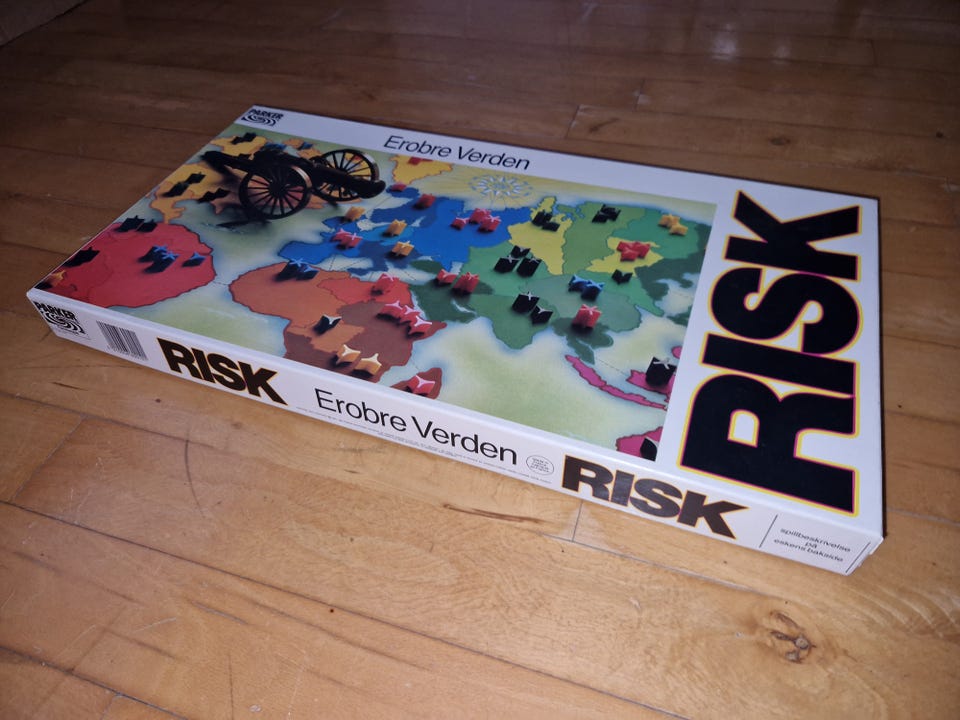 PARKER
Erobre Verden
RISK
PARKER
RISK
Erobre Verden
RISK
spillbeskrivelse
på
eskens bakside